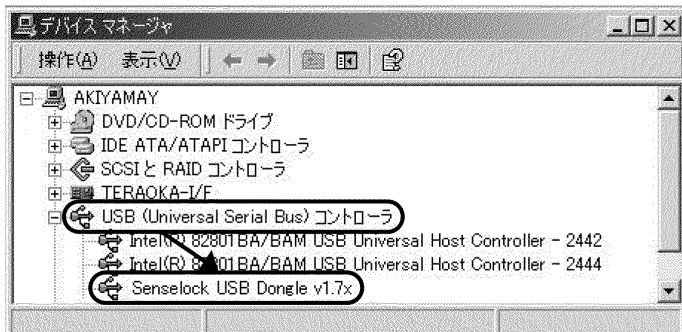 デバイス マネージャ
操作(A) 表示(V)
AKIYAMAY
DVD/CD-ROM ドライブ
IDE ATA/ATAPI コントローラ
SCSI と RAID コントローラ
TERAOKA-I/F
USB (Universal Serial Bus) コントローラ
Intel(R) 82801BA/BAM USB Universal Host Controller - 2442
Intel(R) 82801BA/BAM USB Universal Host Controller - 2444
Senselock USB Dongle v1.7x